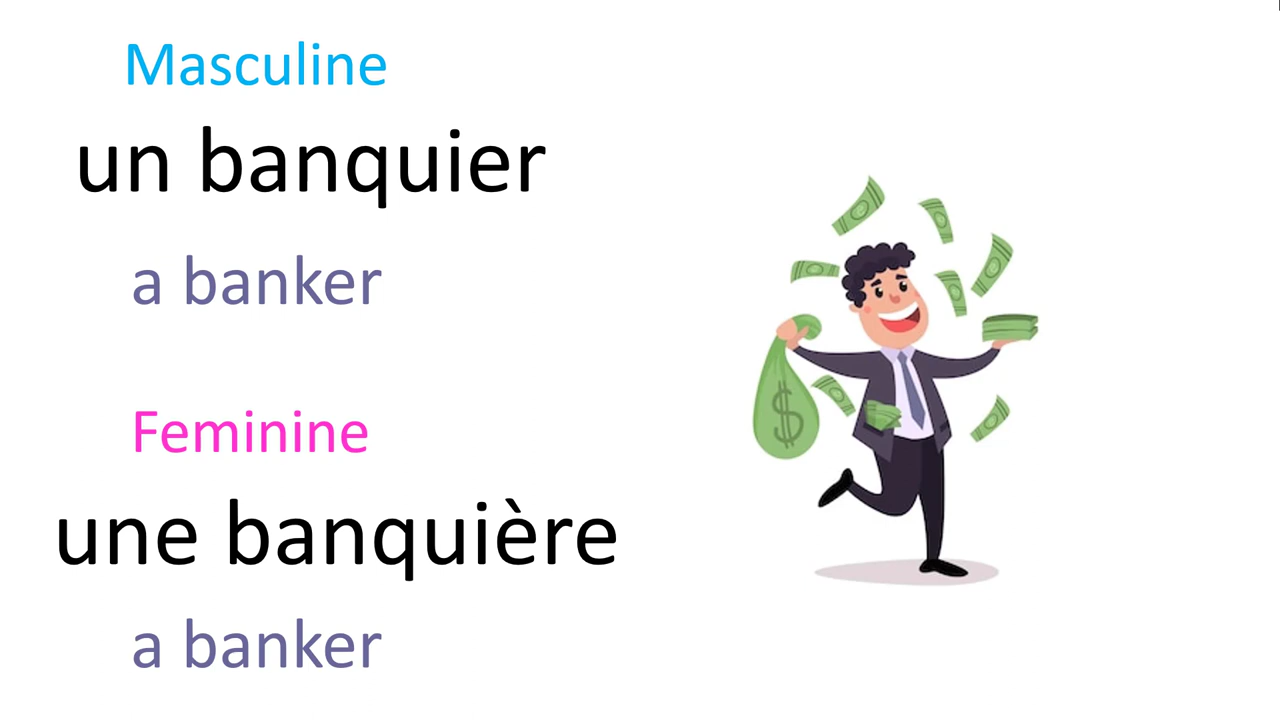 Masculine
un banquier
a banker
Feminine
une banquière
a banker
$